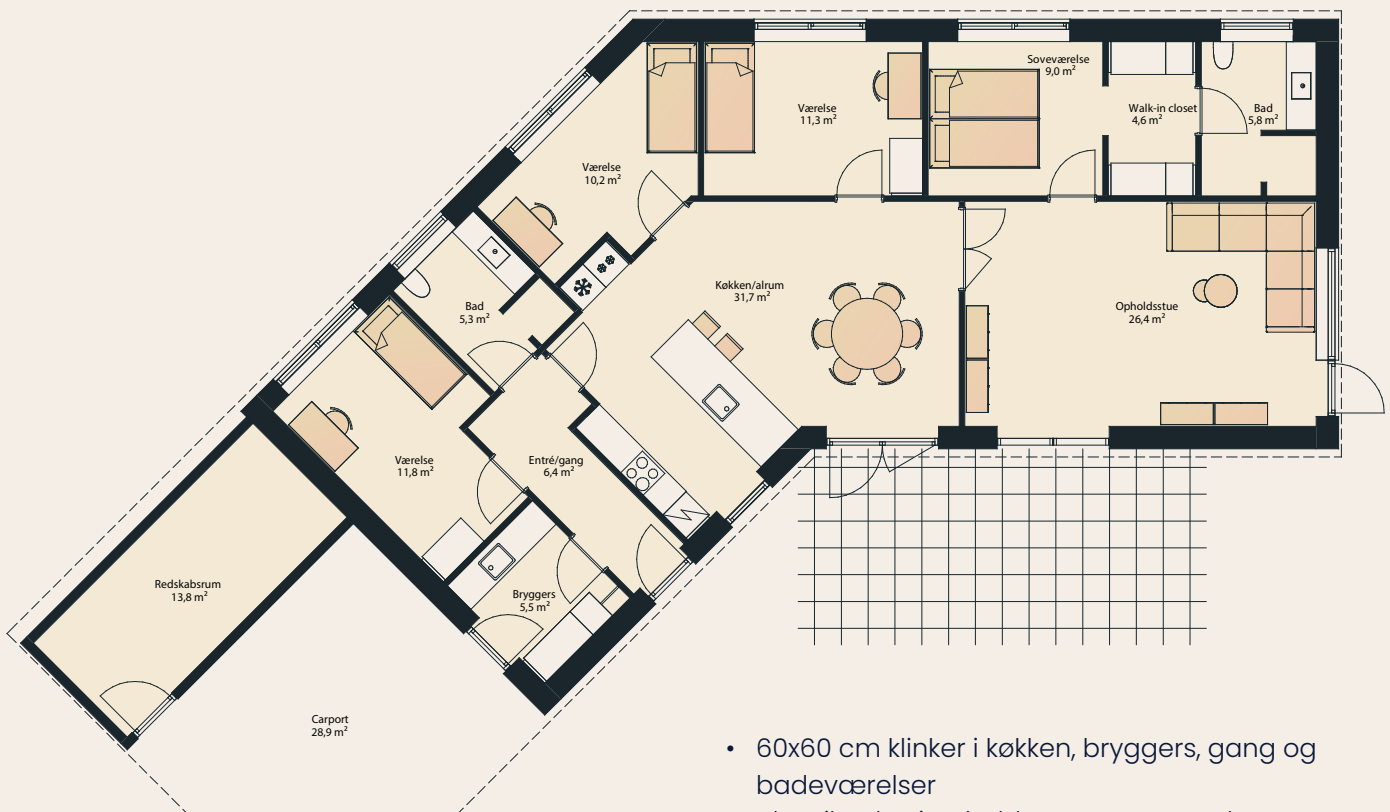 Soveværelse
9,0 m²
Værelse
11,3 m²
Walk-in closet
4,6 m²
Bad
5,8 m²
Værelse
10,2 m²
Køkken/alrum
31,7 m²
Bad
5,3 m²
Opholdsstue
26,4 m²
Værelse
11,8 m²
Entré/gang
6,4 m²
Redskabsrum
13,8 m²
Bryggers
5,5 m²
Carport
28,9 m²
• 60x60 cm klinker i køkken, bryggers, gang og
badeværelser